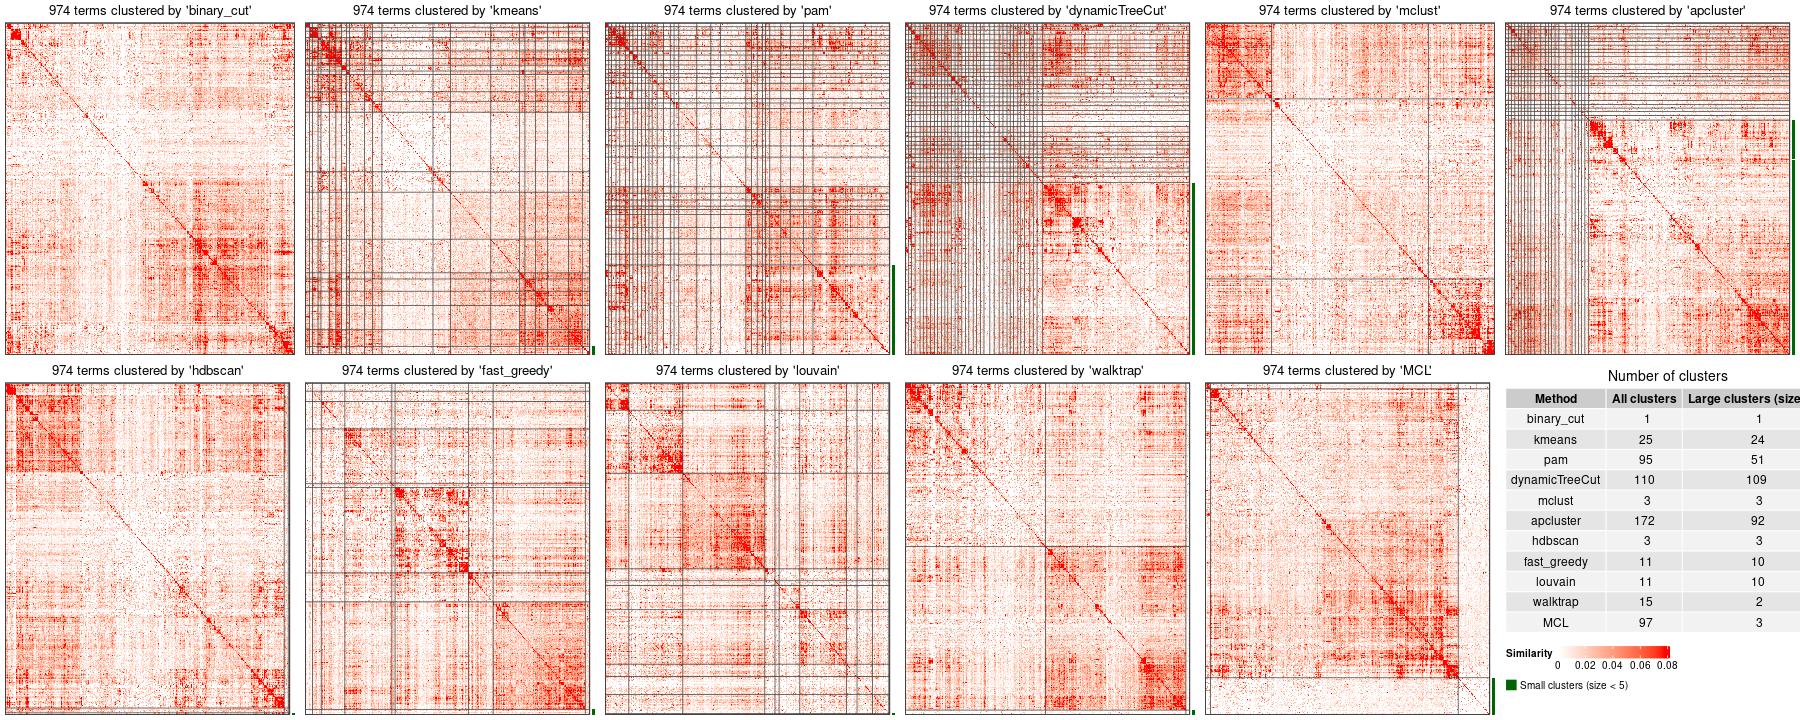 974 terms clustered by 'binary_cut'
974 terms clustered by 'kmeans'
974 terms clustered by 'pam'
974 terms clustered by 'dynamicTreeCut'
974 terms clustered by 'mclust'
974 terms clustered by 'apcluster'
974 terms clustered by 'hdbscan'
974 terms clustered by 'fast_greedy'
974 terms clustered by 'louvain'
974 terms clustered by 'walktrap'
974 terms clustered by 'MCL'
Number of clusters
Method All clusters Large clusters (size
binary_cut 1 1
kmeans 25 24
pam 95 51
dynamicTreeCut 110 109
mclust 3 3
apcluster 172 92
hdbscan 3 3
fast_greedy 11 10
louvain 11 10
walktrap 15 2
MCL 97 3
Similarity
0 0.02 0.04 0.06 0.08
Small clusters (size < 5)